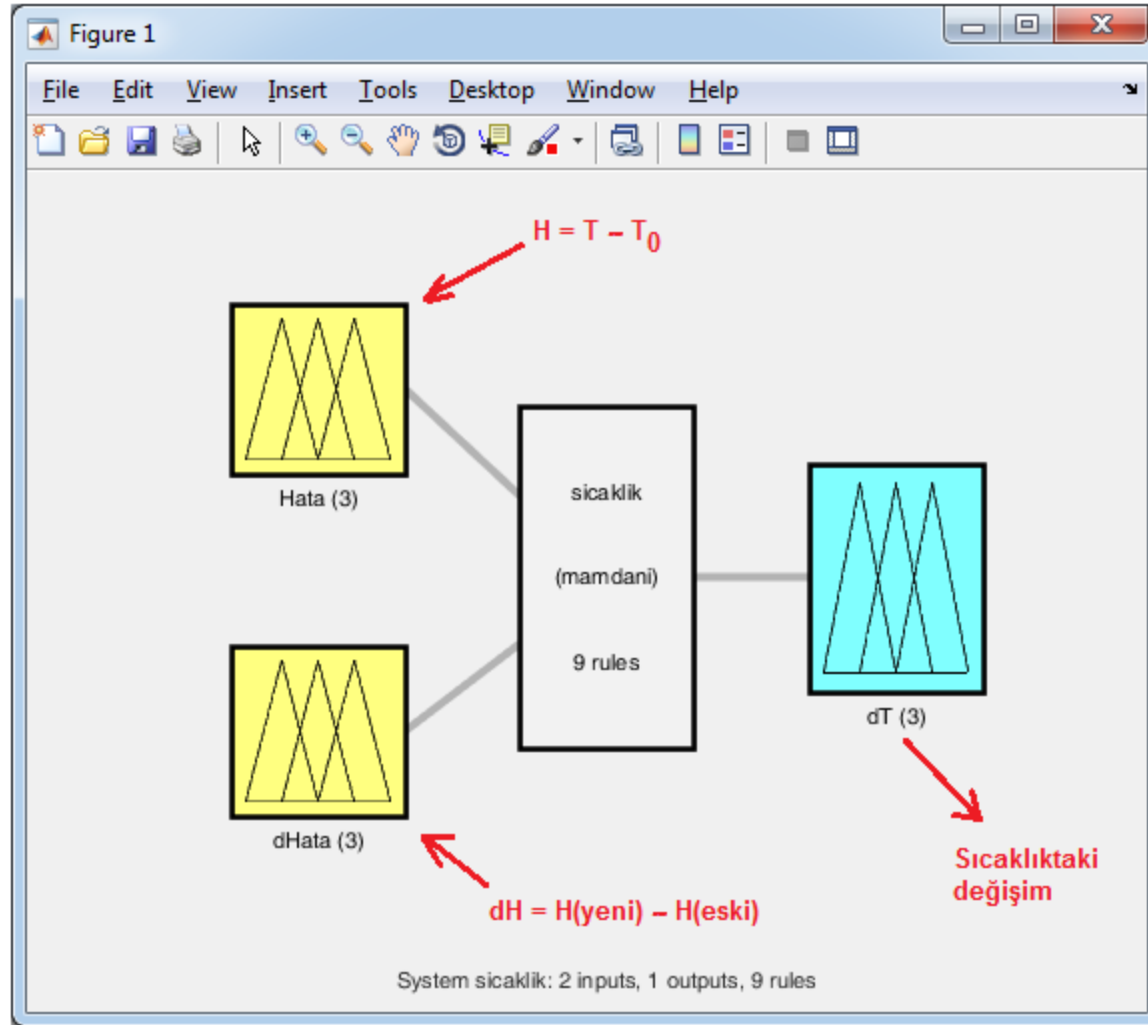 Figure 1
File Edit View Insert Tools Desktop Window Help
H = T – T0
Hata (3)
sicaklik
(mamdani)
9 rules
dT (3)
dHata (3)
Sıcaklıktaki
değişim
dH = H(yeni) – H(eski)
System sicaklik: 2 inputs, 1 outputs, 9 rules